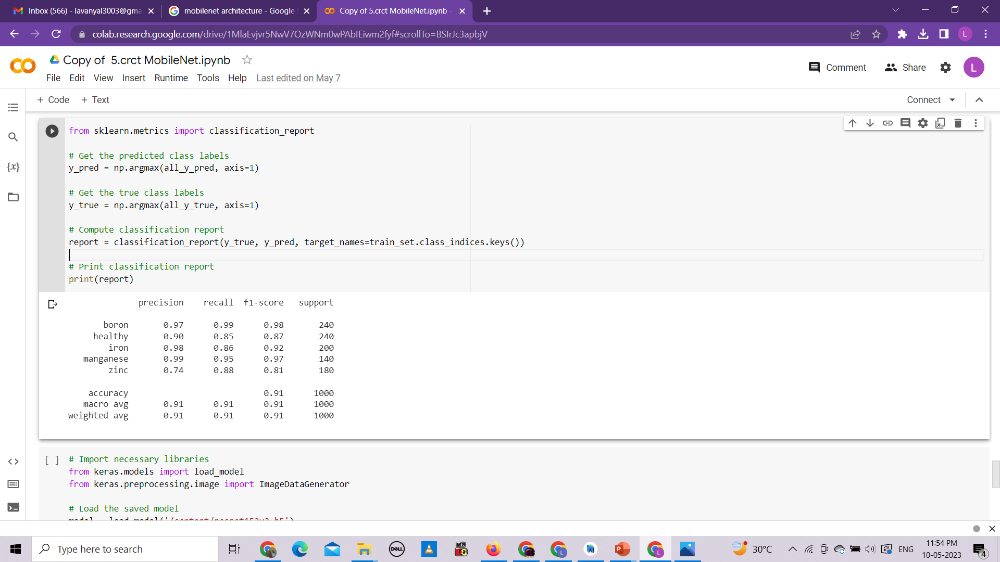 Inbox (566) - lavanyal3003@gma
mobilenet architecture - Google
Copy of 5.crct MobileNet.ipynb -
colab.research.google.com/drive/1MlaEvjvr5NwV7OzWNm0wPAbIEiwm2fyf#scrollTo=BSIrJc3apbjV
L
Copy of 5.crct MobileNet.ipynb
Comment
Share
L
File Edit View Insert Runtime Tools Help Last edited on May 7
+ Code + Text
Connect
from sklearn.metrics import classification_report
# Get the predicted class labels
y_pred = np.argmax(all_y_pred, axis=1)
# Get the true class labels
y_true = np.argmax(all_y_true, axis=1)
# Compute classification report
report = classification_report(y_true, y_pred, target_names=train_set.class_indices.keys())
# Print classification report
print(report)
precision recall f1-score support
boron 0.97 0.99 0.98 240
healthy 0.90 0.85 0.87 240
iron 0.98 0.86 0.92 200
manganese 0.99 0.95 0.97 140
zinc 0.74 0.88 0.81 180
accuracy 0.91 1000
macro avg 0.91 0.91 0.91 1000
weighted avg 0.91 0.91 0.91 1000
[ ] # Import necessary libraries
from keras.models import load_model
from keras.preprocessing.image import ImageDataGenerator
# Load the saved model
model = load_model('/content/resnet152v2.h5')
Type here to search
DELL
30°C
ENG
11:54 PM
10-05-2023
4